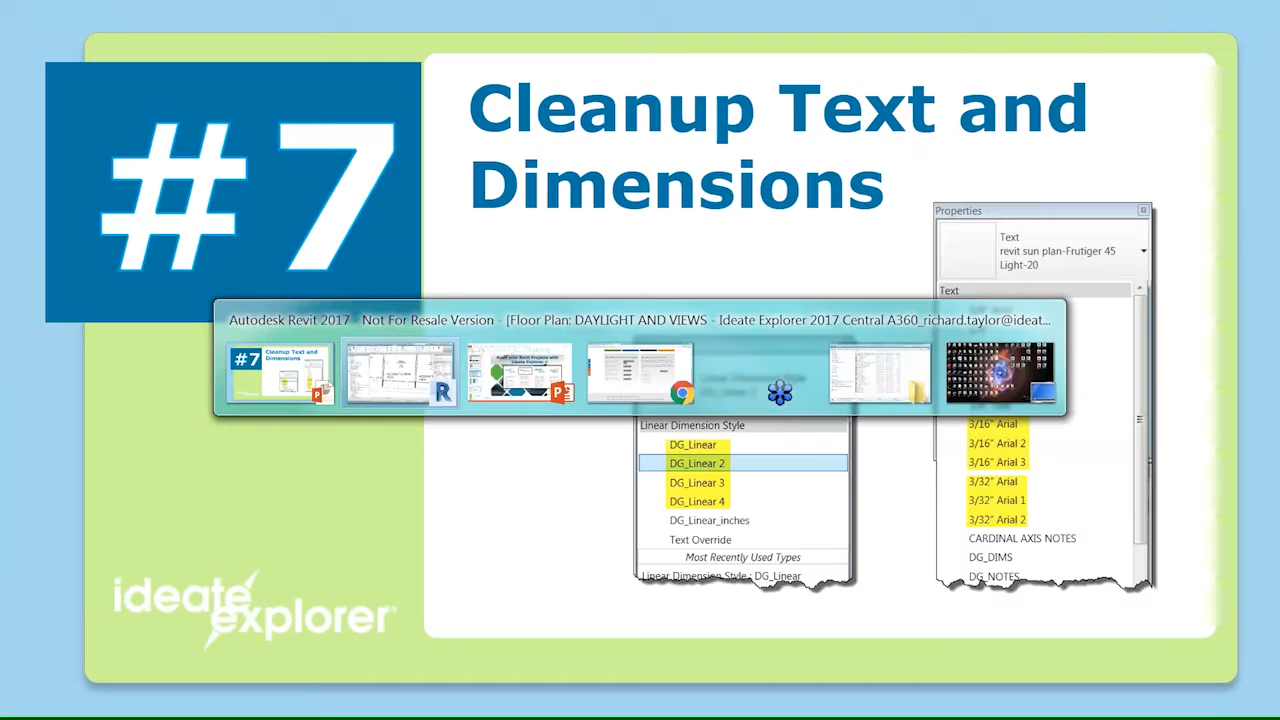 #7
Cleanup Text and
Dimensions
Properties
Text
revit sun plan-Frutiger 45
Light-20
Text
Autodesk Revit 2017 - Not For Resale Version - [Floor Plan: DAYLIGHT AND VIEWS - Ideate Explorer 2017 Central A360_richard.taylor@ideat...
#7
Cleanup Text and
Dimensions
Linear Dimension Style
DG_Linear
DG_Linear 2
DG_Linear 3
DG_Linear 4
DG_Linear_inches
Text Override
Most Recently Used Types
Linear Dimension Style : DG_Linear
3/16" Arial
3/16" Arial 2
3/16" Arial 3
3/32" Arial
3/32" Arial 1
3/32" Arial 2
CARDINAL AXIS NOTES
DG_DIMS
DG_NOTES
ideate
explorer